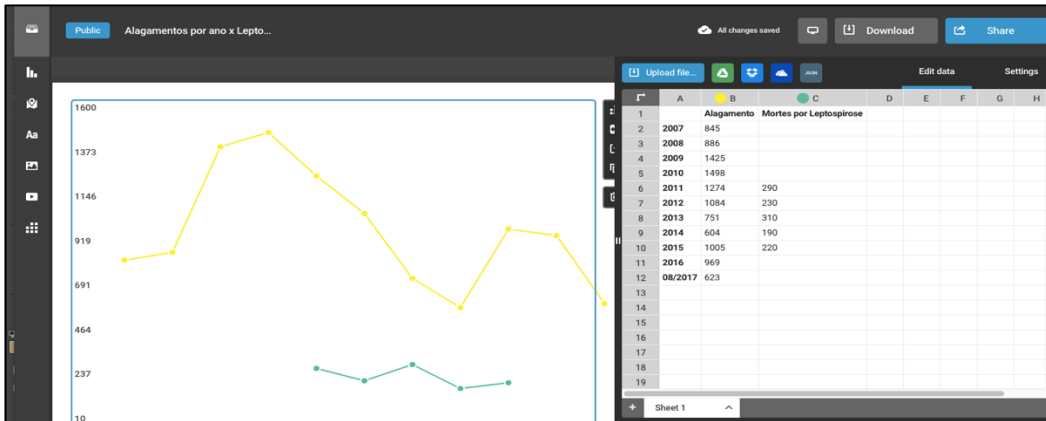 Public Alagamentos por ano x Lepto... All changes saved Download Share
Upload file... JSON Edit data Settings
Aa
1600
1373
1146
919
691
464
237
10
A B C D E F G H
1 Alagamento Mortes por Leptospirose
2 2007 845
3 2008 886
4 2009 1425
5 2010 1498
6 2011 1274 290
7 2012 1084 230
8 2013 751 310
9 2014 604 190
10 2015 1005 220
11 2016 969
12 08/2017 623
13
14
15
16
17
18
19
+ Sheet 1